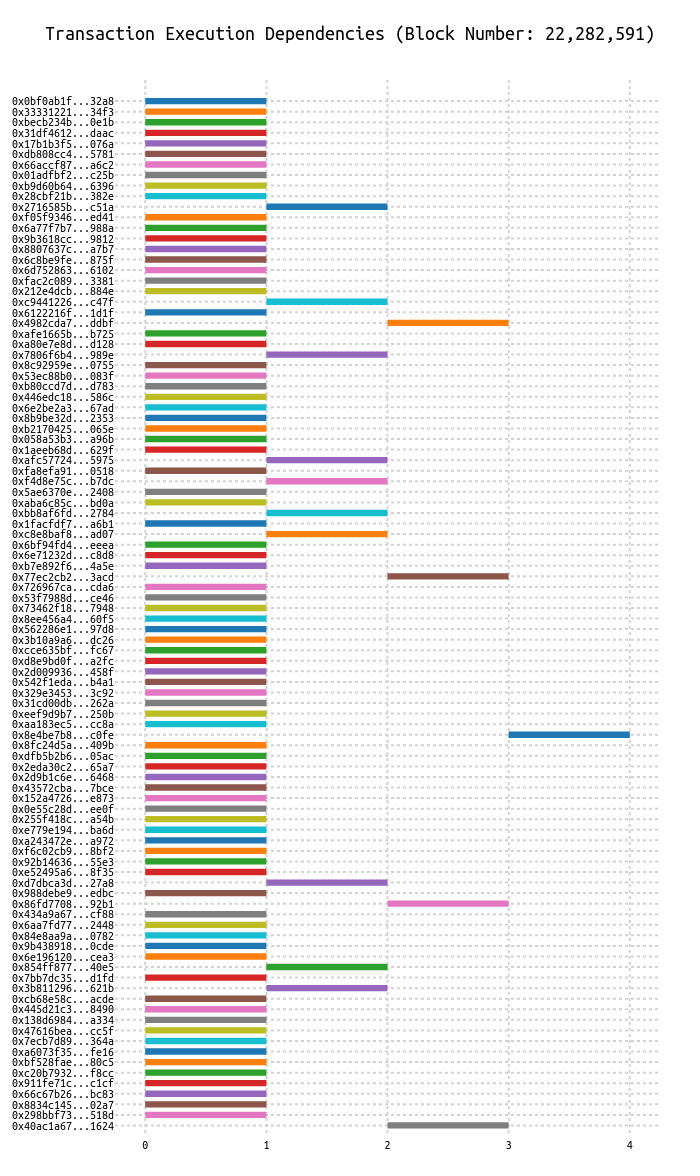 Transaction Execution Dependencies (Block Number: 22,282,591)
0x0bf0ab1f...32a8
0x33331221...34f3
0xbecb234b...0e1b
0x31df4612...daac
0x17b1b3f5...076a
0xdb808cc4...5781
0x66accf87...a6c2
0x01adfbf2...c25b
0xb9d60b64...6396
0x28cbf21b...382e
0x2716585b...c51a
0xf05f9346...ed41
0x6a77f7b7...988a
0x9b3618cc...9812
0x8807637c...a7b7
0x6c8be9fe...875f
0x6d752863...6102
0xfac2c089...3381
0x212e4dcb...884e
0xc9441226...c47f
0x6122216f...1d1f
0x4982cda7...ddbf
0xafe1665b...b725
0xa80e7e8d...d128
0x7806f6b4...989e
0x8c92959e...0755
0x53ec88b0...083f
0xb80ccd7d...d783
0x446edc18...586c
0x6e2be2a3...67ad
0x8b9be32d...2353
0xb2170425...065e
0x058a53b3...a96b
0x1aeeb68d...629f
0xafc57724...5975
0xfa8efa91...0518
0xf4d8e75c...b7dc
0x5ae6370e...2408
0xaba6c85c...bd0a
0xbb8af6fd...2784
0x1facfdf7...a6b1
0xc8e8baf8...ad07
0x6bf94fd4...eeea
0x6e71232d...c8d8
0xb7e892f6...4a5e
0x77ec2cb2...3acd
0x726967ca...cda6
0x53f7988d...ce46
0x73462f18...7948
0x8ee456a4...60f5
0x562286e1...97d8
0x3b10a9a6...dc26
0xcce635bf...fc67
0xd8e9bd0f...a2fc
0x2d009936...458f
0x542f1eda...b4a1
0x329e3453...3c92
0x31cd00db...262a
0xeef9d9b7...250b
0xaa183ec5...cc8a
0x8e4be7b8...c0fe
0x8fc24d5a...409b
0xdfb5b2b6...05ac
0x2eda30c2...65a7
0x2d9b1c6e...6468
0x43572cba...7bce
0x152a4726...e873
0x0e55c28d...ee0f
0x255f418c...a54b
0xe779e194...ba6d
0xa243472e...a972
0xf6c02cb9...8bf2
0x92b14636...55e3
0xe52495a6...8f35
0xd7dbca3d...27a8
0x988debe9...edbc
0x86fd7708...92b1
0x434a9a67...cf88
0x6aa7fd77...2448
0x84e8aa9a...0782
0x9b438918...0cde
0x6e196120...cea3
0x854ff877...40e5
0x7bb7dc35...d1fd
0x3b811296...621b
0xcb68e58c...acde
0x445d21c3...8490
0x138d6984...a334
0x47616bea...cc5f
0x7ecb7d89...364a
0xa6073f35...fe16
0xbf528fae...80c5
0xc20b7932...f8cc
0x911fe71c...c1cf
0x66c67b26...bc83
0x8834c145...02a7
0x298bbf73...518d
0x40ac1a67...1624
0 1 2 3 4